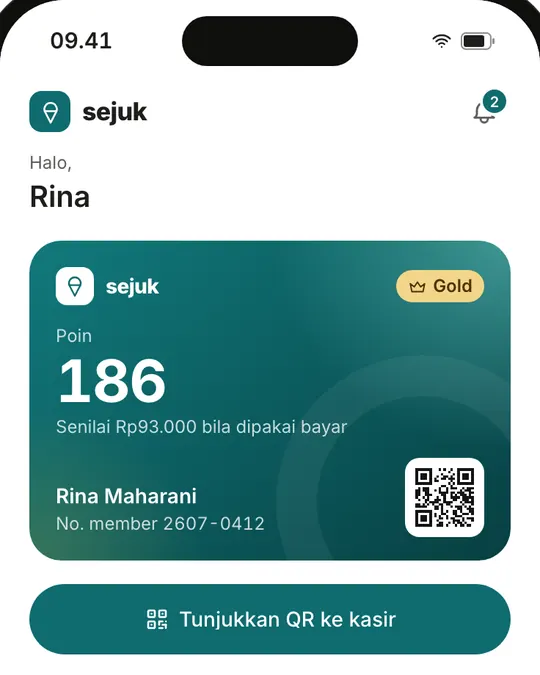 09.41
sejuk
2
Halo,
Rina
sejuk
Gold
Poin
186
Senilai Rp93.000 bila dipakai bayar
Rina Maharani
No. member 2607-0412
Tunjukkan QR ke kasir